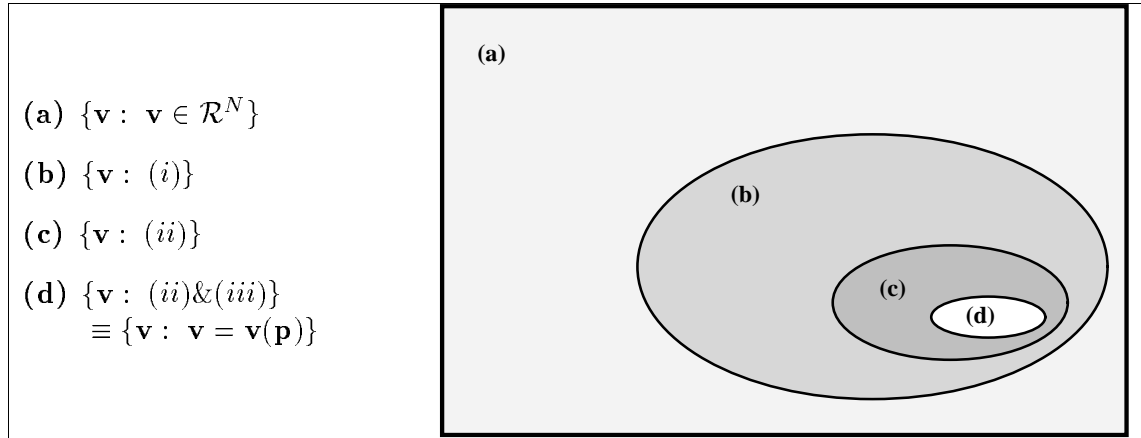 (a) {v : v ∈ ℛ^N}
(b) {v : (i)}
(c) {v : (ii)}
(d) {v : (ii)&(iii)}
≡ {v : v = v(p)}
(a)
(b)
(c)
(d)